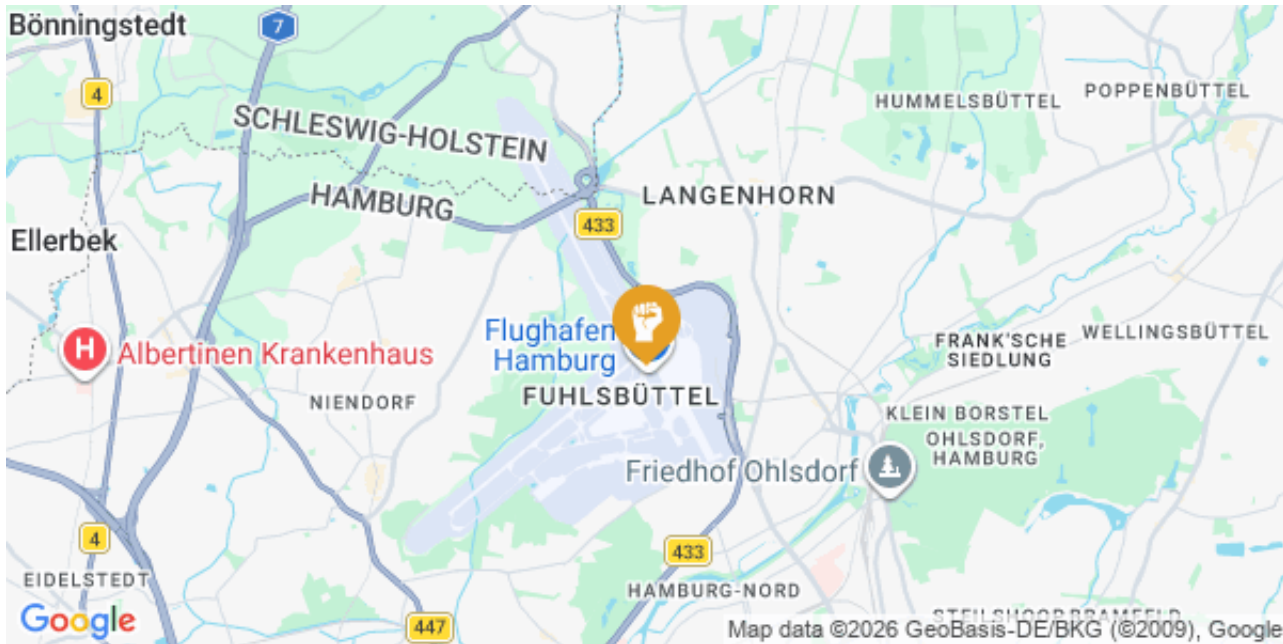 Bönningstedt
7
4
SCHLESWIG-HOLSTEIN
HAMBURG
HUMMELSBÜTTEL
POPPENBÜTTEL
LANGENHORN
433
Ellerbek
Albertinen Krankenhaus
H
Flughafen
Hamburg
FUHLSBÜTTEL
NIENDORF
FRANK'SCHE
SIEDLUNG
WELLINGSBÜTTEL
KLEIN BORSTEL
OHLSDORF,
HAMBURG
Friedhof Ohlsdorf
4
EIDELSTEDT
433
HAMBURG-NORD
STEILSHOOP
BRAMFELD
447
Google
Map data ©2026 GeoBasis-DE/BKG (©2009), Google